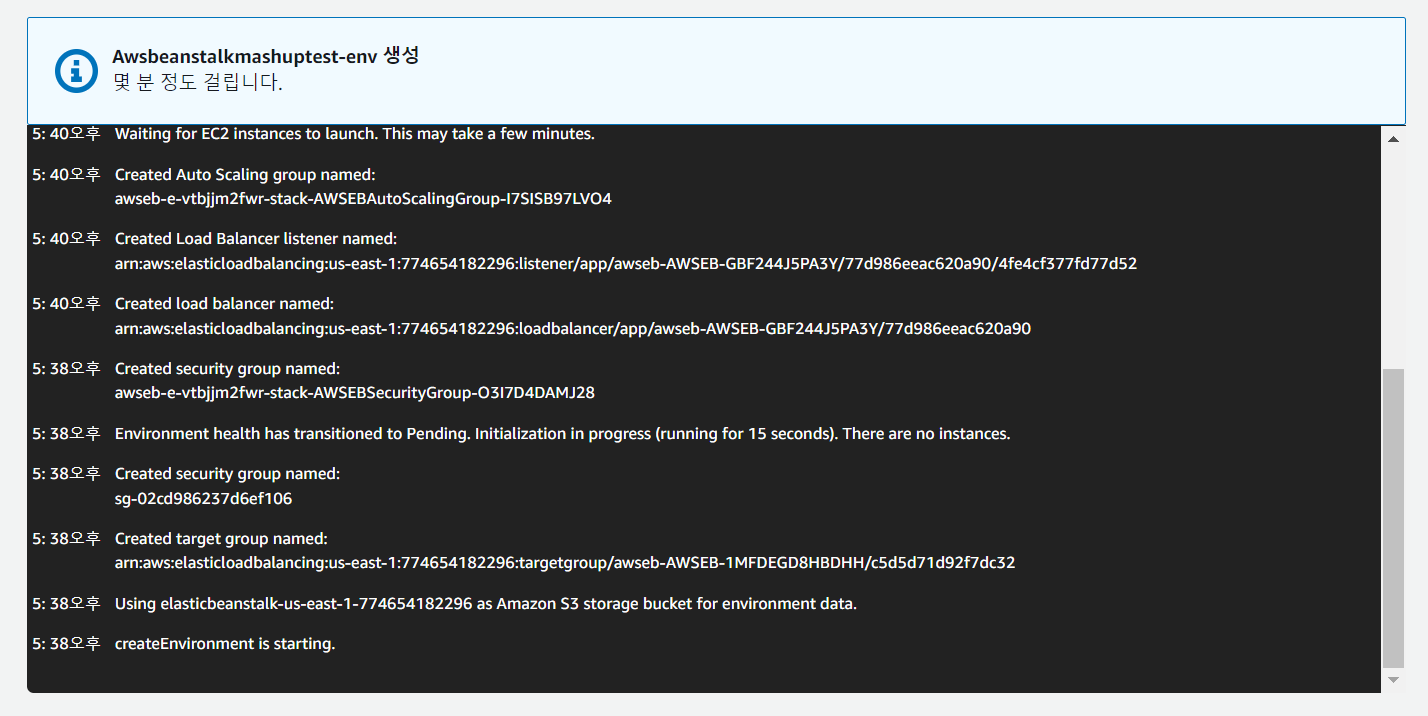 Awsbeanstalkmashuptest-env 생성
몇 분 정도 걸립니다.
5: 40오후 Waiting for EC2 instances to launch. This may take a few minutes.
5: 40오후 Created Auto Scaling group named:
awseb-e-vtbjjm2fwr-stack-AWSEBAutoScalingGroup-I7SISB97LVO4
5: 40오후 Created Load Balancer listener named:
arn:aws:elasticloadbalancing:us-east-1:774654182296:listener/app/awseb-AWSEB-GBF244J5PA3Y/77d986eeac620a90/4fe4cf377fd77d52
5: 40오후 Created load balancer named:
arn:aws:elasticloadbalancing:us-east-1:774654182296:loadbalancer/app/awseb-AWSEB-GBF244J5PA3Y/77d986eeac620a90
5: 38오후 Created security group named:
awseb-e-vtbjjm2fwr-stack-AWSEBSecurityGroup-O3I7D4DAMJ28
5: 38오후 Environment health has transitioned to Pending. Initialization in progress (running for 15 seconds). There are no instances.
5: 38오후 Created security group named:
sg-02cd986237d6ef106
5: 38오후 Created target group named:
arn:aws:elasticloadbalancing:us-east-1:774654182296:targetgroup/awseb-AWSEB-1MFDEGD8HBDHH/c5d5d71d92f7dc32
5: 38오후 Using elasticbeanstalk-us-east-1-774654182296 as Amazon S3 storage bucket for environment data.
5: 38오후 createEnvironment is starting.